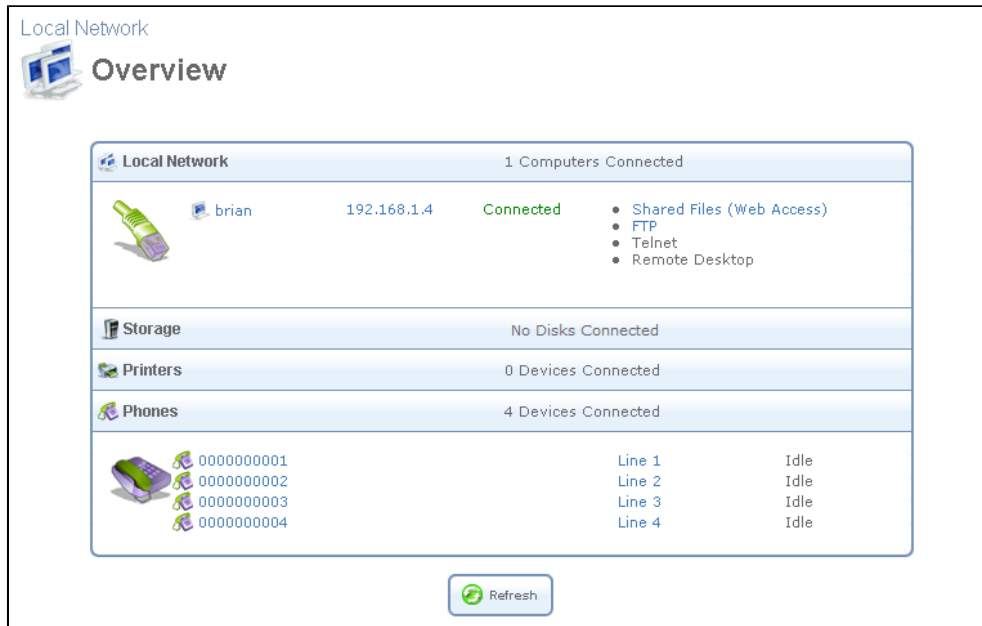 Local Network
Overview
Local Network 1 Computers Connected
brian 192.168.1.4 Connected ● Shared Files (Web Access)
● FTP
● Telnet
● Remote Desktop
Storage No Disks Connected
Printers 0 Devices Connected
Phones 4 Devices Connected
0000000001 Line 1 Idle
0000000002 Line 2 Idle
0000000003 Line 3 Idle
0000000004 Line 4 Idle
Refresh